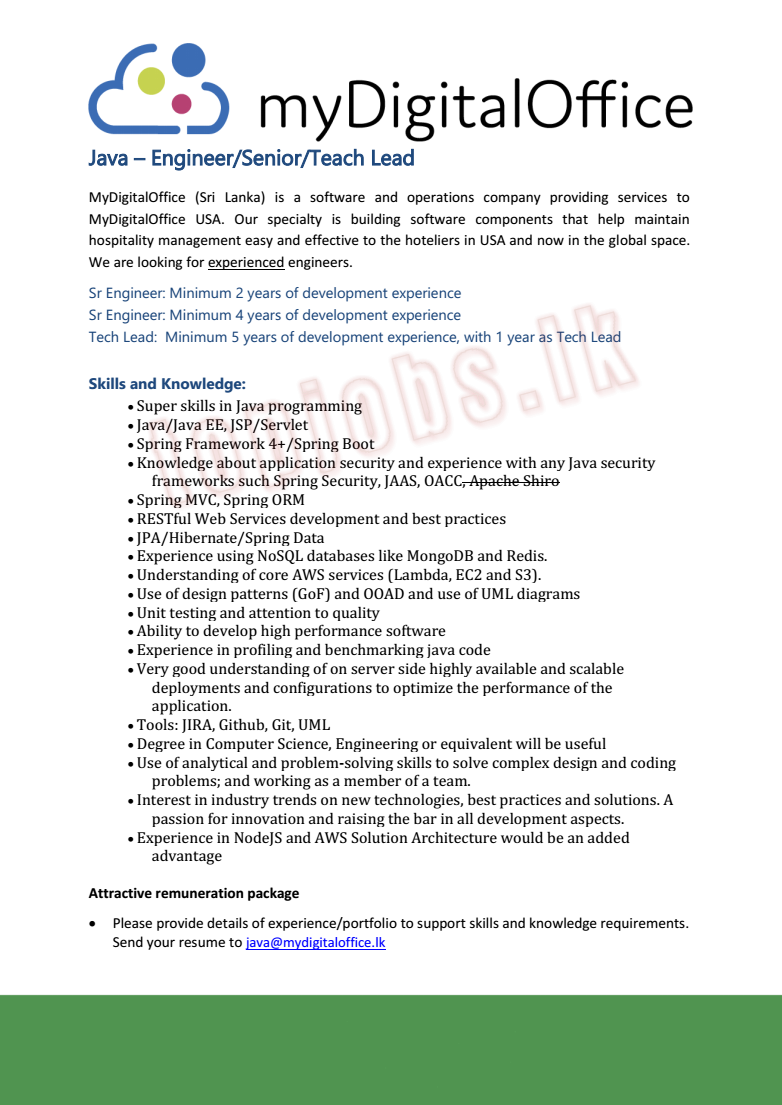 myDigitalOffice
Java – Engineer/Senior/Teach Lead
MyDigitalOffice (Sri Lanka) is a software and operations company providing services to
MyDigitalOffice USA. Our specialty is building software components that help maintain
hospitality management easy and effective to the hoteliers in USA and now in the global space.
We are looking for experienced engineers.
Sr Engineer: Minimum 2 years of development experience
Sr Engineer: Minimum 4 years of development experience
Tech Lead:  Minimum 5 years of development experience, with 1 year as Tech Lead
topjobs.lk
Skills and Knowledge:
• Super skills in Java programming
• Java/Java EE, JSP/Servlet
• Spring Framework 4+/Spring Boot
• Knowledge about application security and experience with any Java security
frameworks such Spring Security, JAAS, OACC, Apache Shiro
• Spring MVC, Spring ORM
• RESTful Web Services development and best practices
• JPA/Hibernate/Spring Data
• Experience using NoSQL databases like MongoDB and Redis.
• Understanding of core AWS services (Lambda, EC2 and S3).
• Use of design patterns (GoF) and OOAD and use of UML diagrams
• Unit testing and attention to quality
• Ability to develop high performance software
• Experience in profiling and benchmarking java code
• Very good understanding of on server side highly available and scalable
deployments and configurations to optimize the performance of the
application.
• Tools: JIRA, Github, Git, UML
• Degree in Computer Science, Engineering or equivalent will be useful
• Use of analytical and problem-solving skills to solve complex design and coding
problems; and working as a member of a team.
• Interest in industry trends on new technologies, best practices and solutions. A
passion for innovation and raising the bar in all development aspects.
• Experience in NodeJS and AWS Solution Architecture would be an added
advantage
Attractive remuneration package
• Please provide details of experience/portfolio to support skills and knowledge requirements.
Send your resume to java@mydigitaloffice.lk